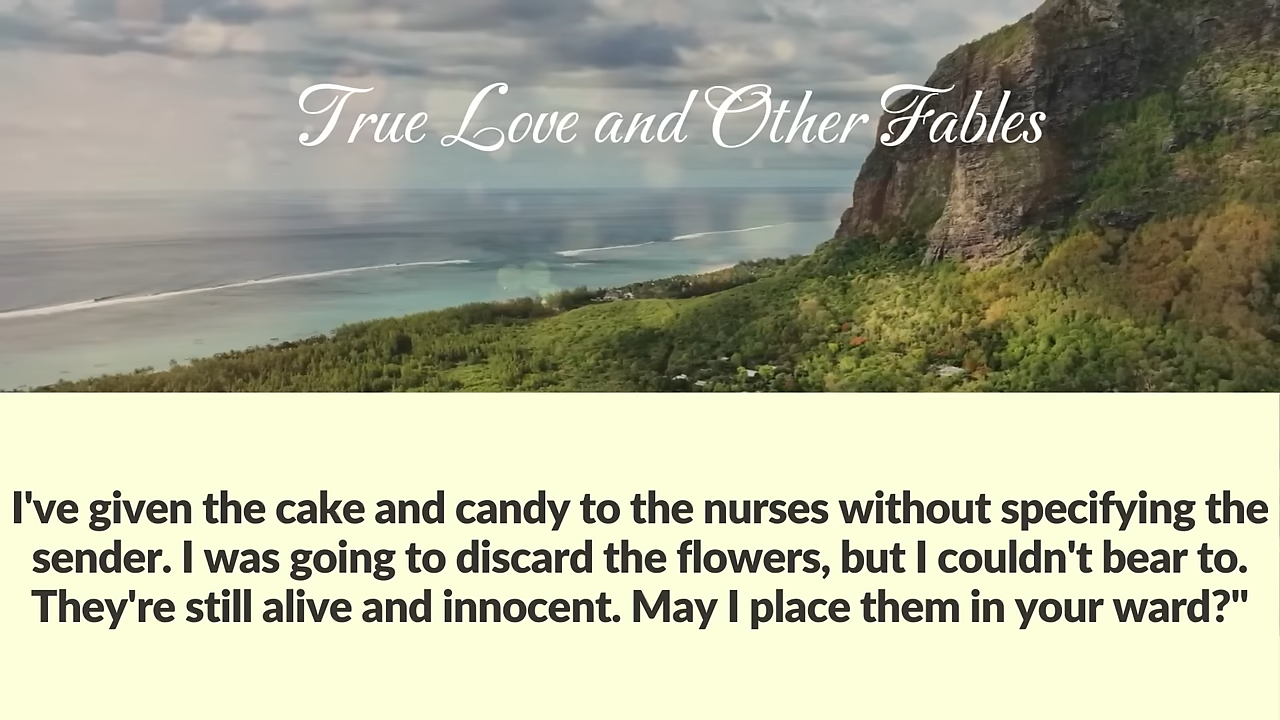 True Love and Other Fables
I've given the cake and candy to the nurses without specifying the
sender. I was going to discard the flowers, but I couldn't bear to.
They're still alive and innocent. May I place them in your ward?"